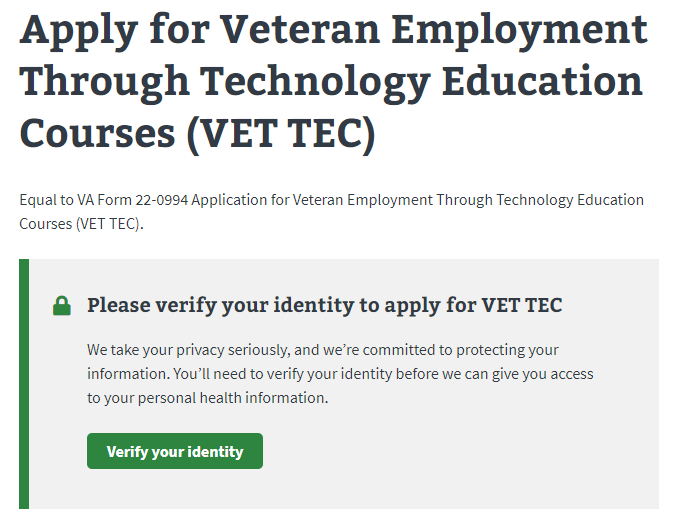 Apply for Veteran Employment
Through Technology Education
Courses (VET TEC)
Equal to VA Form 22-0994 Application for Veteran Employment Through Technology Education
Courses (VET TEC).
Please verify your identity to apply for VET TEC
We take your privacy seriously, and we’re committed to protecting your
information. You’ll need to verify your identity before we can give you access
to your personal health information.
Verify your identity